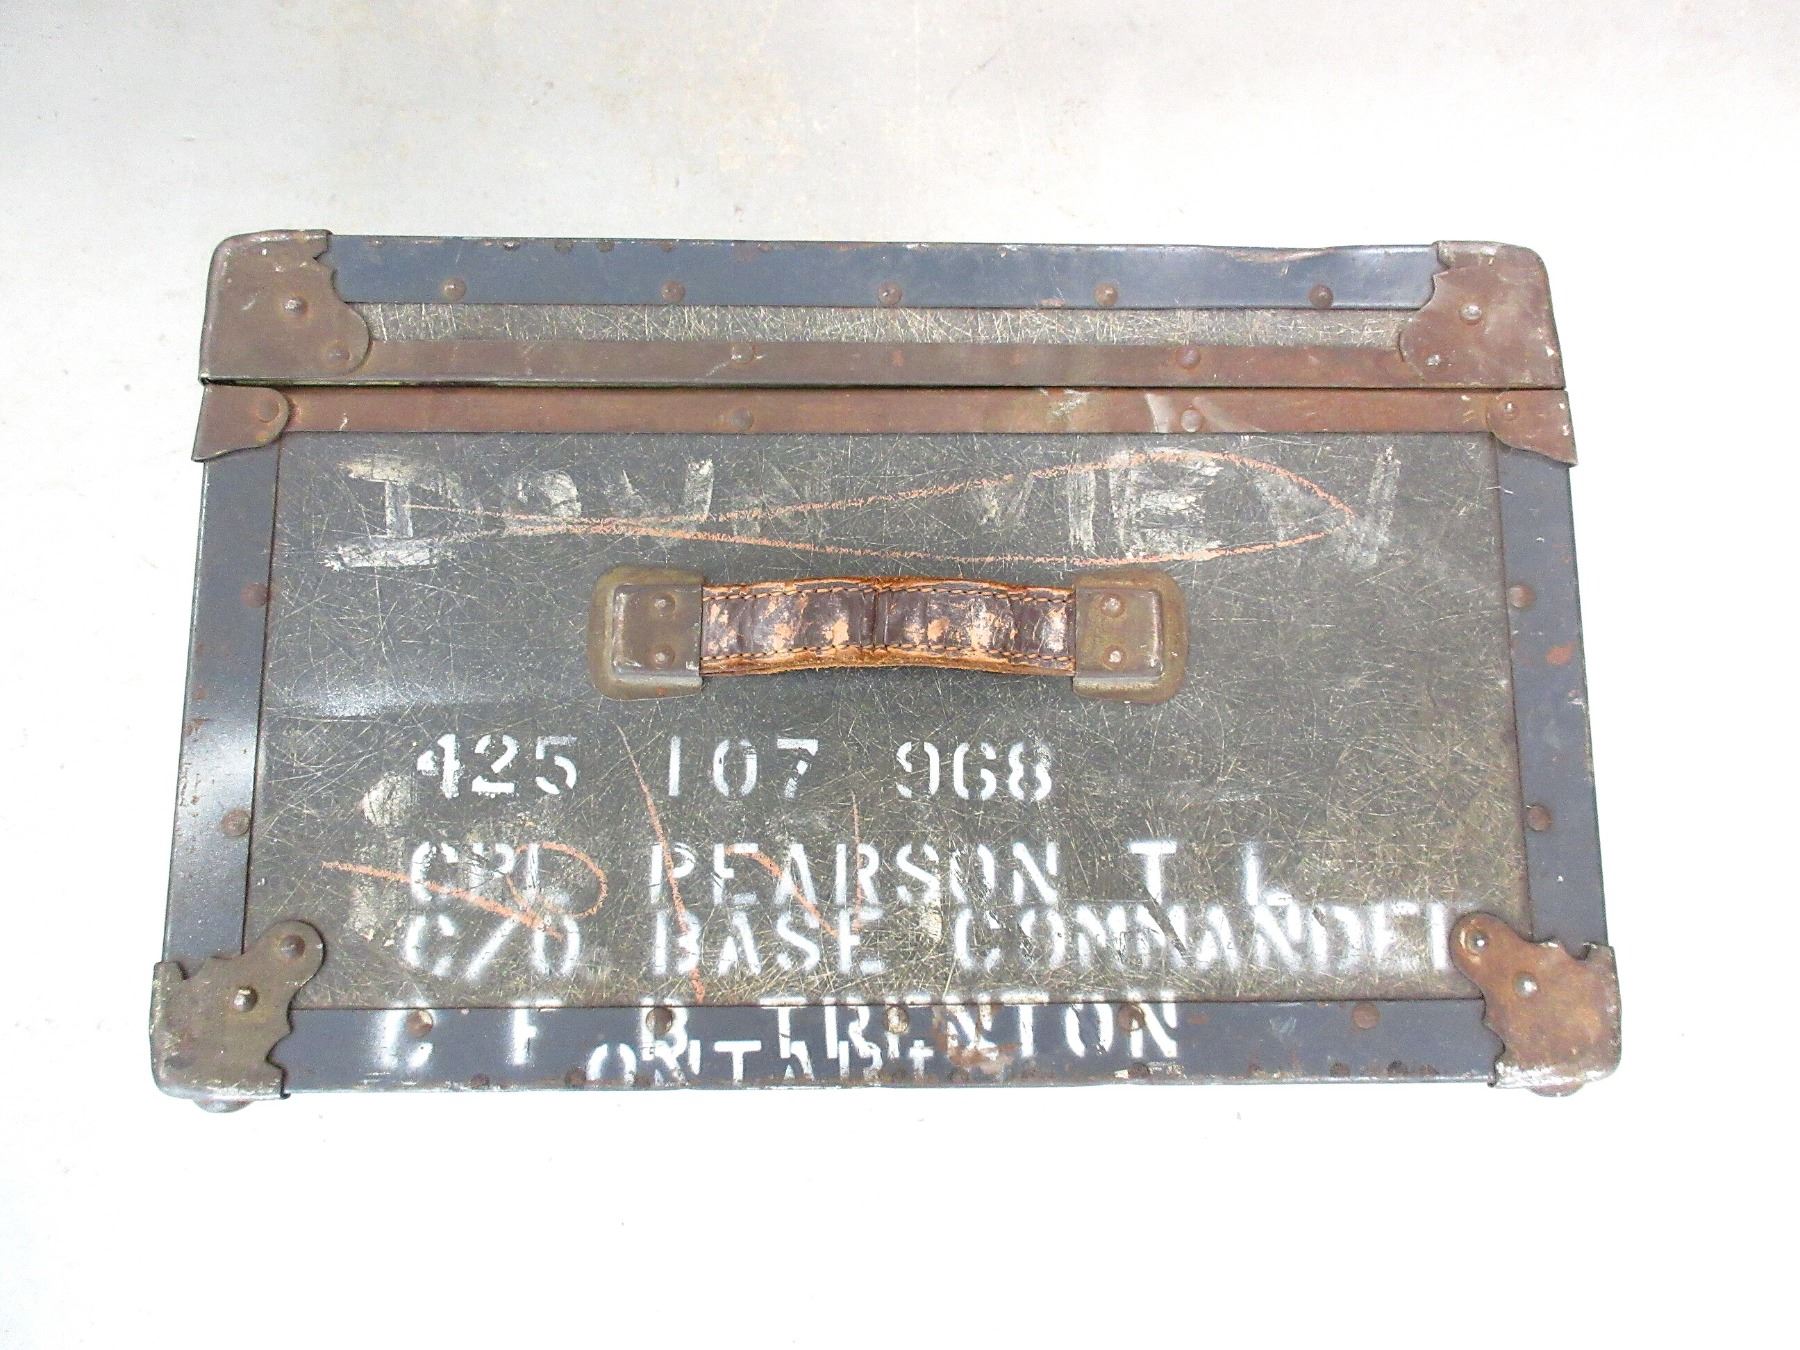 425 107 968
CPL PEARSON T L
C/O BASE COMMANDER
C F B TRENTON